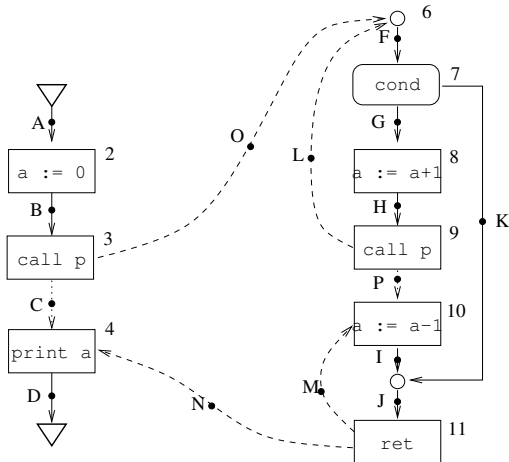 6
F
7
cond
A
G
O
K
2
L
8
a := 0
a := a+1
B
H
3
9
call p
call p
C
P
4
10
print a
a := a−1
I
D
M
N
J
11
ret